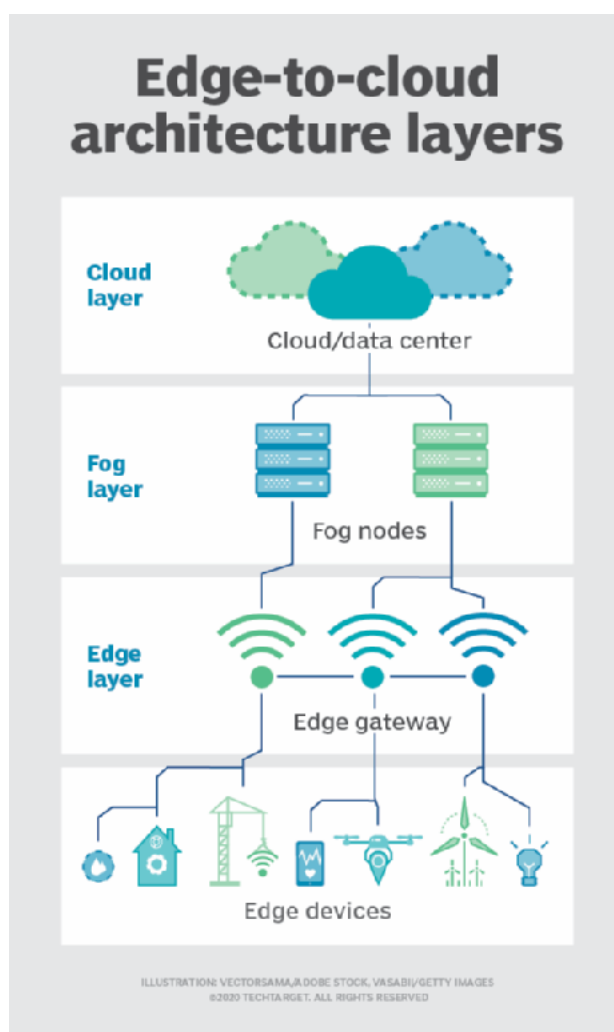 Edge-to-cloud
architecture layers
Cloud
layer
Cloud/data center
Fog
layer
Fog nodes
Edge
layer
Edge gateway
Edge devices
ILLUSTRATION: VECTORSAMA/ADOBE STOCK, VASABI/GETTY IMAGES
©2020 TECHTARGET. ALL RIGHTS RESERVED